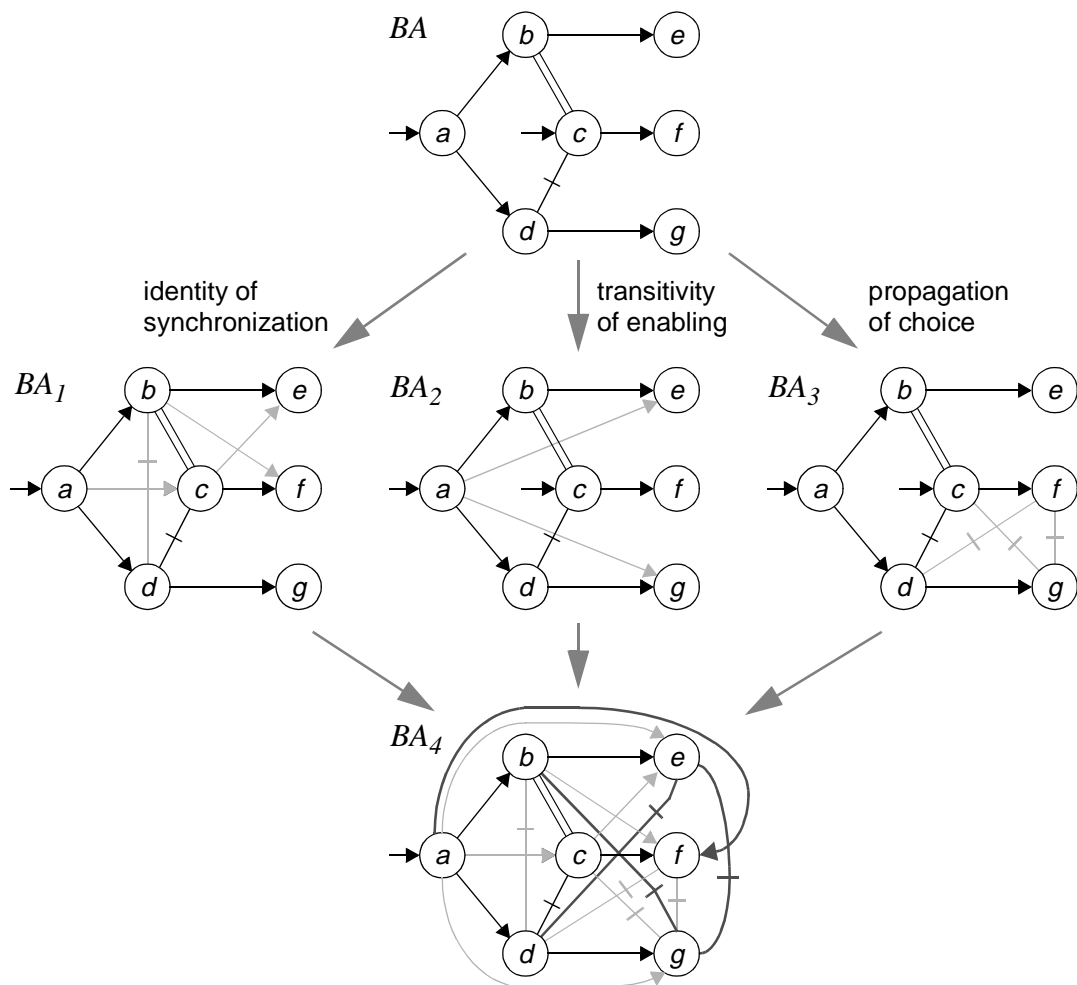 BA
b
e
a
c
f
d
g
identity of
synchronization
transitivity
of enabling
propagation
of choice
BA1
b
e
a
c
f
d
g
BA2
b
e
a
c
f
d
g
BA3
b
e
a
c
f
d
g
BA4
b
e
a
c
f
d
g